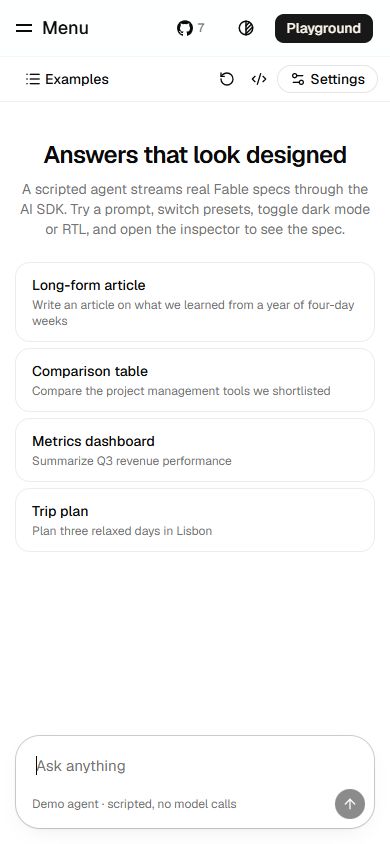 Menu
7
Playground
Examples
Settings
Answers that look designed
A scripted agent streams real Fable specs through the
AI SDK. Try a prompt, switch presets, toggle dark mode
or RTL, and open the inspector to see the spec.
Long-form article
Write an article on what we learned from a year of four-day
weeks
Comparison table
Compare the project management tools we shortlisted
Metrics dashboard
Summarize Q3 revenue performance
Trip plan
Plan three relaxed days in Lisbon
Ask anything
Demo agent · scripted, no model calls